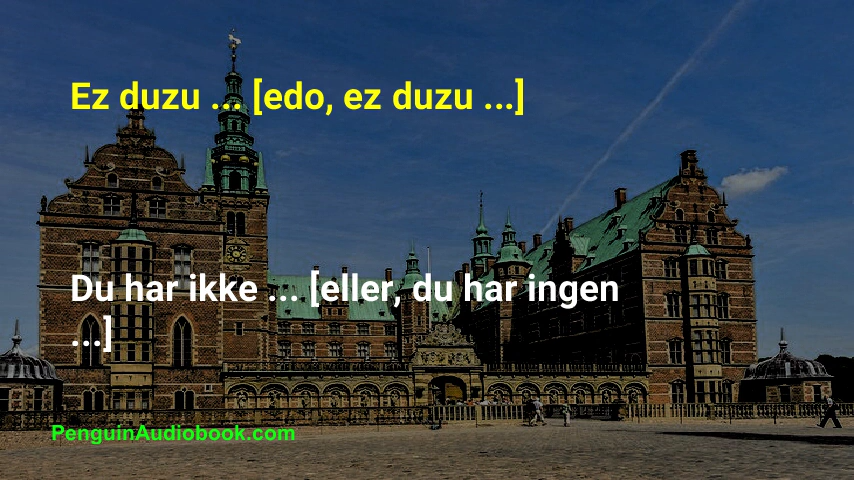 Ez duzu ... [edo, ez duzu ...]
Du har ikke ... [eller, du har ingen
...]
PenguinAudiobook.com